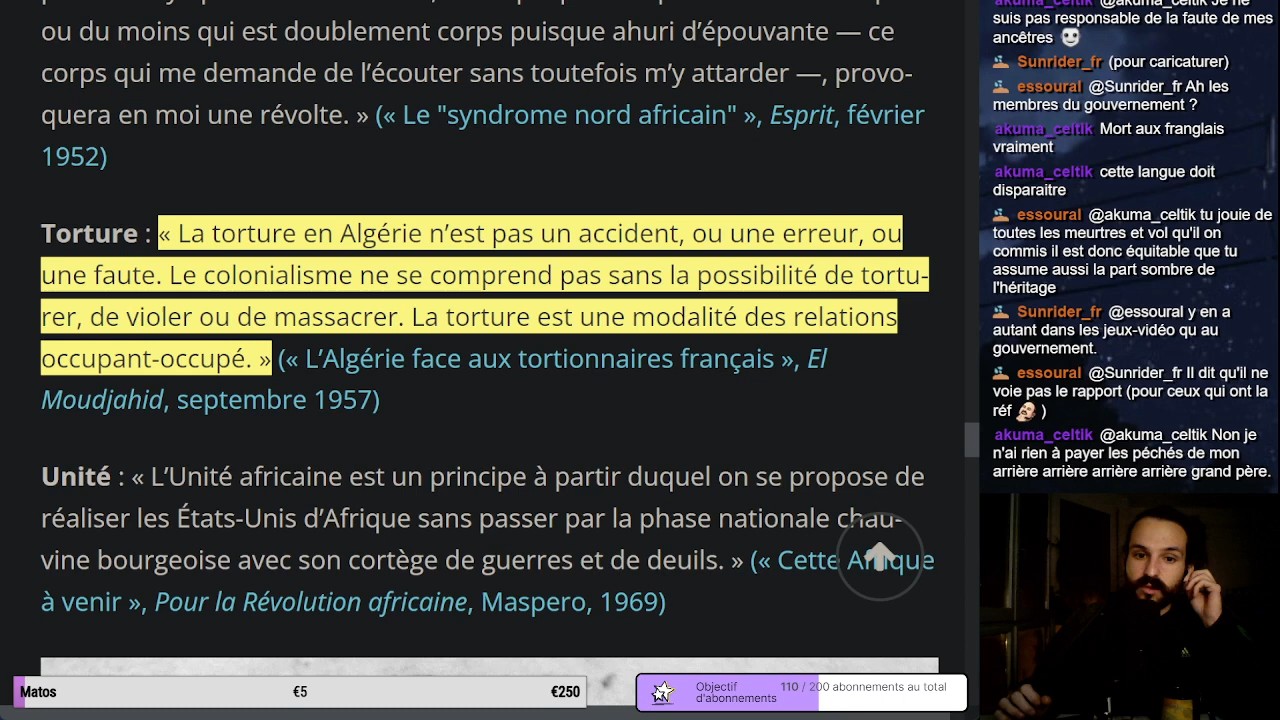 ou du moins qui est doublement corps puisque ahuri d'épouvante — ce
corps qui me demande de l'écouter sans toutefois m'y attarder —, provo-
quera en moi une révolte. » (« Le "syndrome nord africain" », Esprit, février
1952)
Torture : « La torture en Algérie n'est pas un accident, ou une erreur, ou
une faute. Le colonialisme ne se comprend pas sans la possibilité de tortu-
rer, de violer ou de massacrer. La torture est une modalité des relations
occupant-occupé. » (« L'Algérie face aux tortionnaires français », El
Moudjahid, septembre 1957)
Unité : « L'Unité africaine est un principe à partir duquel on se propose de
réaliser les États-Unis d'Afrique sans passer par la phase nationale chau-
vine bourgeoise avec son cortège de guerres et de deuils. » (« Cette Afrique
à venir », Pour la Révolution africaine, Maspero, 1969)
Matos €5 €250
Objectif
d'abonnements
110 / 200 abonnements au total
akuma_celtik @akuma_celtik Je ne
suis pas responsable de la faute de mes
ancêtres
Sunrider_fr (pour caricaturer)
essoural @Sunrider_fr Ah les
membres du gouvernement ?
akuma_celtik Mort aux franglais
vraiment
akuma_celtik cette langue doit
disparaitre
essoural @akuma_celtik tu jouie de
toutes les meurtres et vol qu'il on
commis il est donc équitable que tu
assume aussi la part sombre de
l'héritage
Sunrider_fr @essoural y en a
autant dans les jeux-vidéo qu au
gouvernement.
essoural @Sunrider_fr Il dit qu'il ne
voie pas le rapport (pour ceux qui ont la
réf )
akuma_celtik @akuma_celtik Non je
n'ai rien à payer les péchés de mon
arrière arrière arrière arrière grand père.